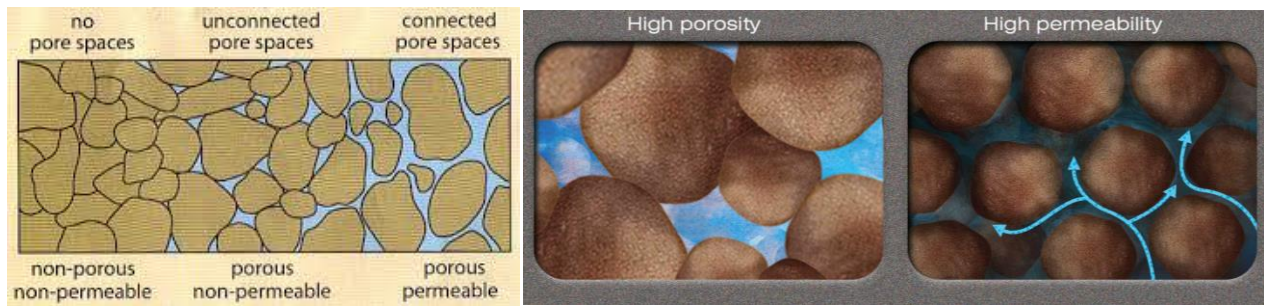 no
pore spaces
unconnected
pore spaces
connected
pore spaces
non-porous
non-permeable
porous
non-permeable
porous
permeable
High porosity
High permeability